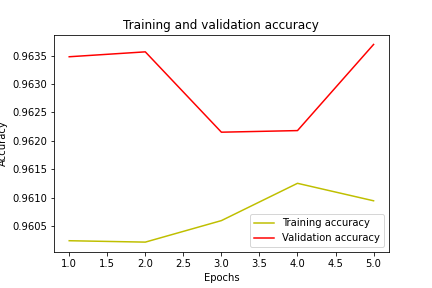 Training and validation accuracy
Accuracy
0.9635
0.9630
0.9625
0.9620
0.9615
0.9610
0.9605
Training accuracy
Validation accuracy
1.0 1.5 2.0 2.5 3.0 3.5 4.0 4.5 5.0
Epochs